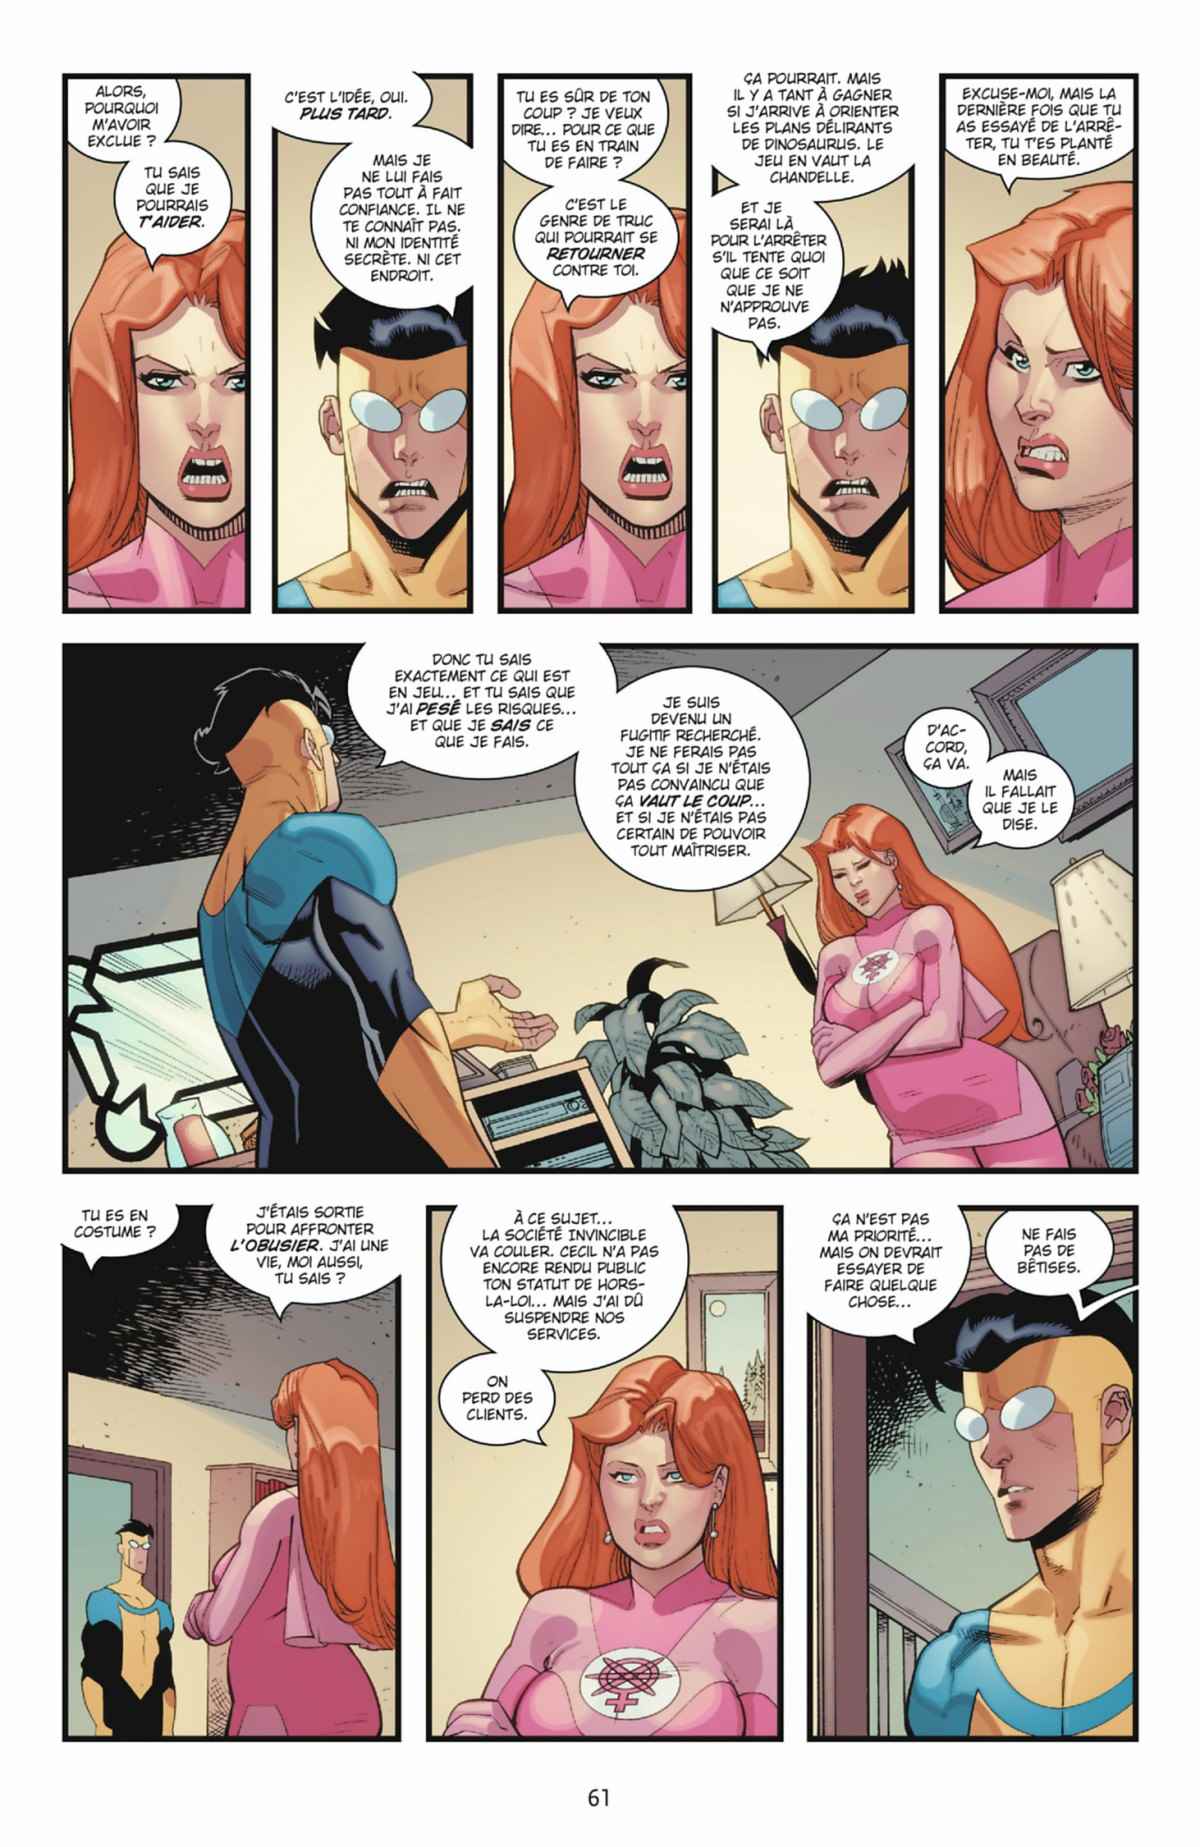 ALORS,
POURQUOI
M'AVOIR
EXCLUE ?
TU SAIS
QUE JE
POURRAIS
T'AIDER.
C'EST L'IDÉE, OUI.
PLUS TARD.
MAIS JE
NE LUI FAIS
PAS TOUT À FAIT
CONFIANCE. IL NE
TE CONNAÎT PAS.
NI MON IDENTITÉ
SECRÈTE. NI CET
ENDROIT.
TU ES SÛR DE TON
COUP ? JE VEUX
DIRE... POUR CE QUE
TU ES EN TRAIN
DE FAIRE ?
C'EST LE
GENRE DE TRUC
QUI POURRAIT SE
RETOURNER
CONTRE TOI.
ÇA POURRAIT. MAIS
IL Y A TANT À GAGNER
SI J'ARRIVE À ORIENTER
LES PLANS DÉLIRANTS
DE DINOSAURUS. LE
JEU EN VAUT LA
CHANDELLE.
ET JE
SERAI LÀ
POUR L'ARRÊTER
S'IL TENTE QUOI
QUE CE SOIT
QUE JE NE
N'APPROUVE
PAS.
EXCUSE-MOI, MAIS LA
DERNIÈRE FOIS QUE TU
AS ESSAYÉ DE L'ARRÊ-
TER, TU T'ES PLANTÉ
EN BEAUTÉ.
DONC TU SAIS
EXACTEMENT CE QUI EST
EN JEU... ET TU SAIS QUE
J'AI PESÉ LES RISQUES...
ET QUE JE SAIS CE
QUE JE FAIS.
JE SUIS
DEVENU UN
FUGITIF RECHERCHÉ.
JE NE FERAIS PAS
TOUT ÇA SI JE N'ÉTAIS
PAS CONVAINCU QUE
ÇA VAUT LE COUP...
ET SI JE N'ÉTAIS PAS
CERTAIN DE POUVOIR
TOUT MAÎTRISER.
D'AC-
CORD,
ÇA VA.
MAIS
IL FALLAIT
QUE JE LE
DISE.
TU ES EN
COSTUME ?
J'ÉTAIS SORTIE
POUR AFFRONTER
L'OBUSIER. J'AI UNE
VIE, MOI AUSSI,
TU SAIS ?
À CE SUJET...
LA SOCIÉTÉ INVINCIBLE
VA COULER. CECIL N'A PAS
ENCORE RENDU PUBLIC
TON STATUT DE HORS-
LA-LOI... MAIS J'AI DÛ
SUSPENDRE NOS
SERVICES.
ON
PERD DES
CLIENTS.
ÇA N'EST PAS
MA PRIORITÉ...
MAIS ON DEVRAIT
ESSAYER DE
FAIRE QUELQUE
CHOSE...
NE FAIS
PAS DE
BÊTISES.
61